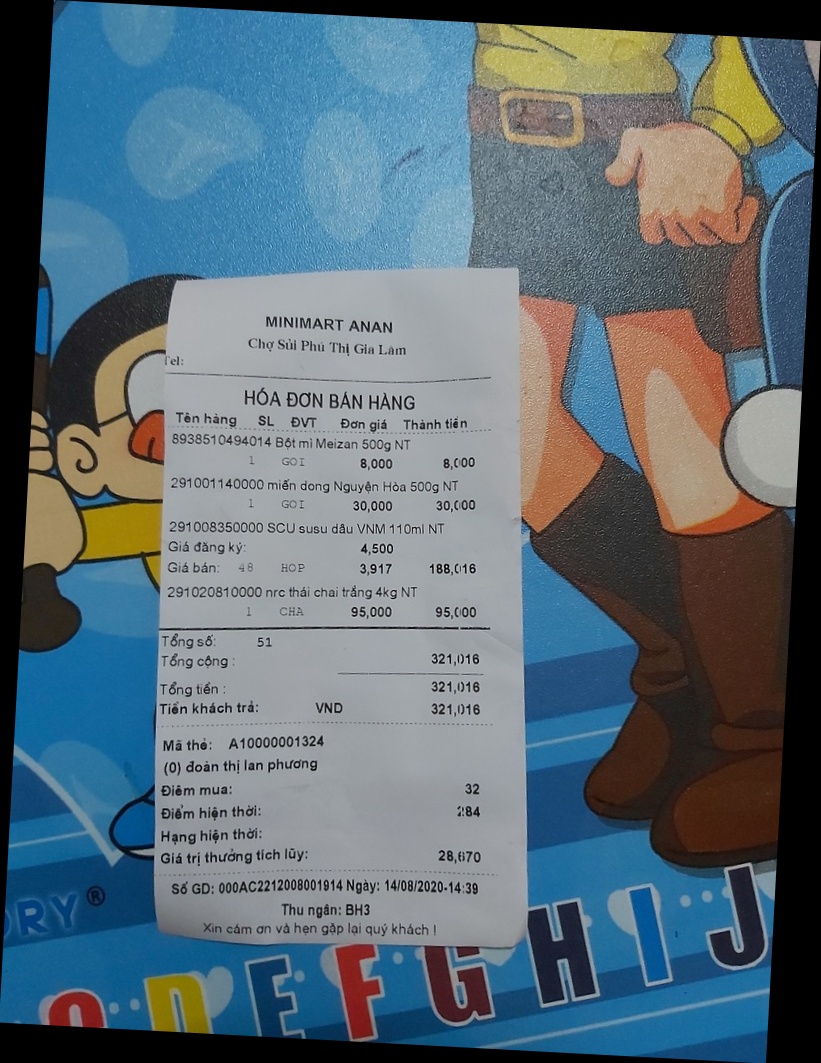 MINIMART ANAN
Chợ Sủi Phú Thị Gia Lâm
Tel:
HÓA ĐƠN BÁN HÀNG
Tên hàng SL ĐVT Đơn giá Thành tiền
8938510494014 Bột mì Meizan 500g NT
1 GOI 8,000 8,000
291001140000 miến dong Nguyện Hòa 500g NT
1 GOI 30,000 30,000
291008350000 SCU susu dâu VNM 110ml NT
Giá đăng ký: 4,500
Giá bán: 48 HOP 3,917 188,016
291020810000 nrc thái chai trắng 4kg NT
1 CHA 95,000 95,000
Tổng số: 51
Tổng cộng : 321,016
Tổng tiền : 321,016
Tiền khách trả: VND 321,016
Mã thẻ: A10000001324
(0) đoàn thị lan phương
Điểm mua: 32
Điểm hiện thời: 284
Hạng hiện thời:
Giá trị thưởng tích lũy: 28,670
Số GD: 000AC2212008001914 Ngày: 14/08/2020-14:39
Thu ngân: BH3
Xin cảm ơn và hẹn gặp lại quý khách !
RY®
D E F G H I J